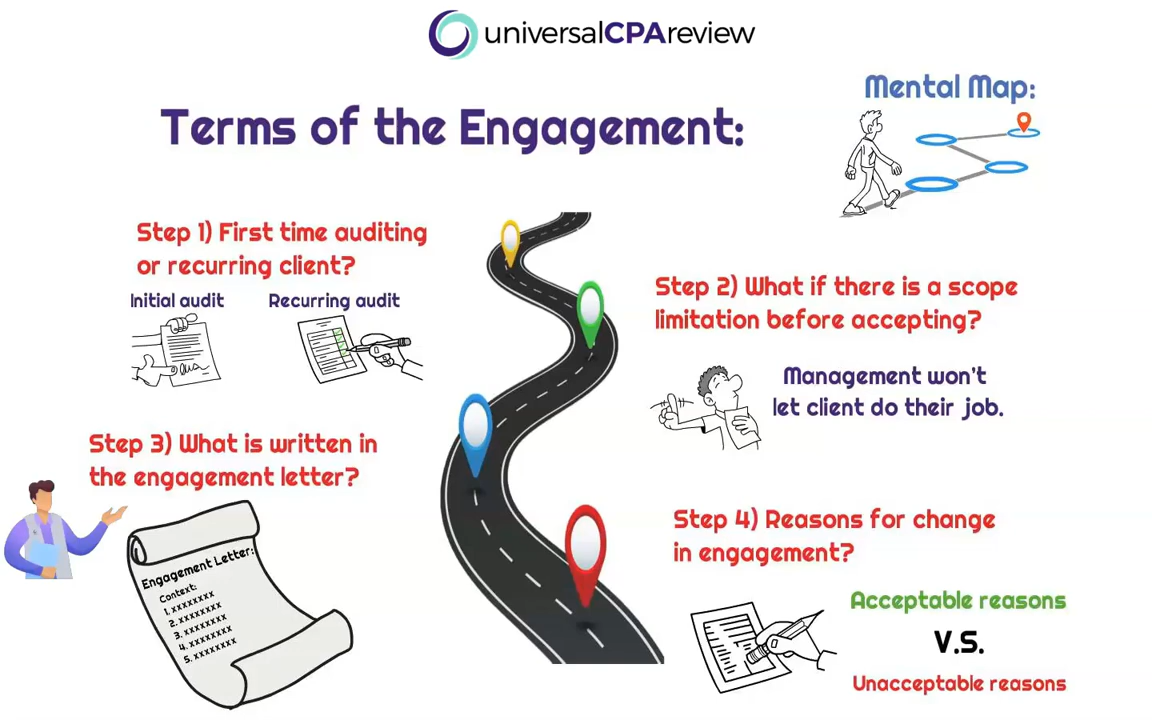 universalCPAreview
Mental Map:
Terms of the Engagement:
Step 1) First time auditing
or recurring client?
Initial audit
Recurring audit
Step 2) What if there is a scope
limitation before accepting?
Management won't
let client do their job.
Step 3) What is written in
the engagement letter?
Engagement Letter:
Context:
1. xxxxxxxx
2. xxxxxxxx
3. xxxxxxxx
4. xxxxxxxx
5. xxxxxxxx
Step 4) Reasons for change
in engagement?
Acceptable reasons
V.S.
Unacceptable reasons